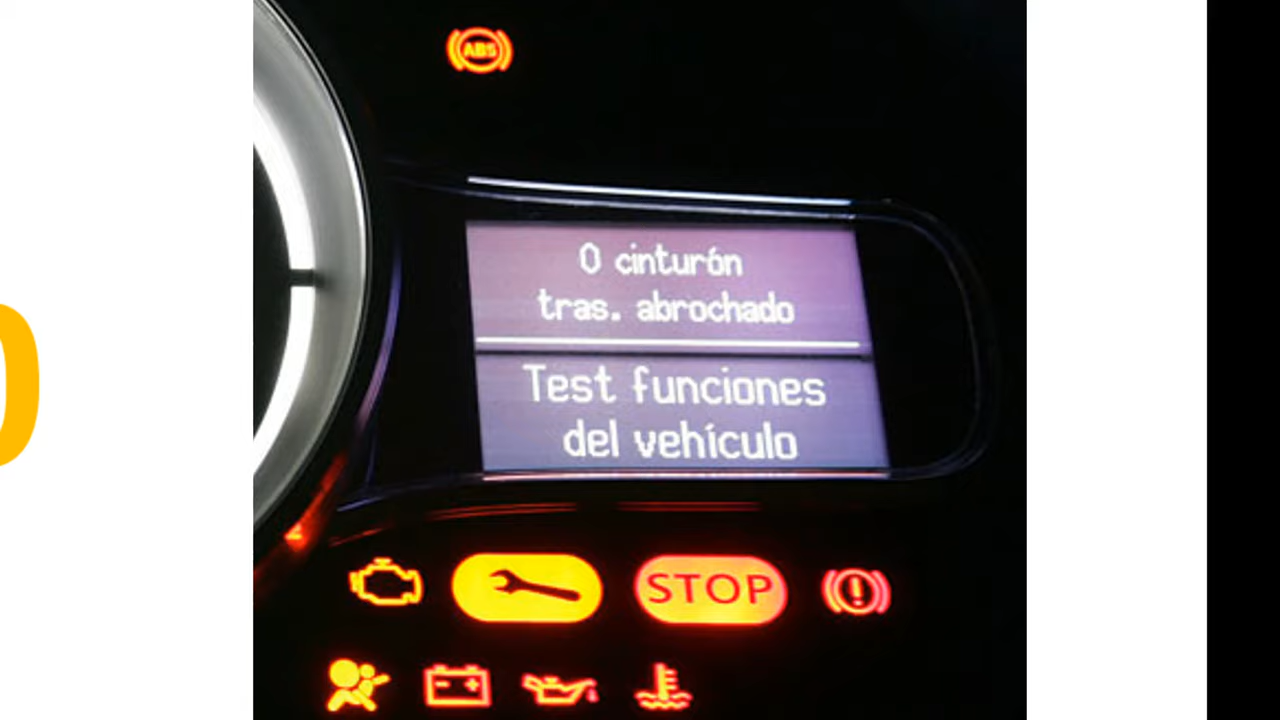 ABS
0 cinturón
tras. abrochado
Test funciones
del vehículo
STOP